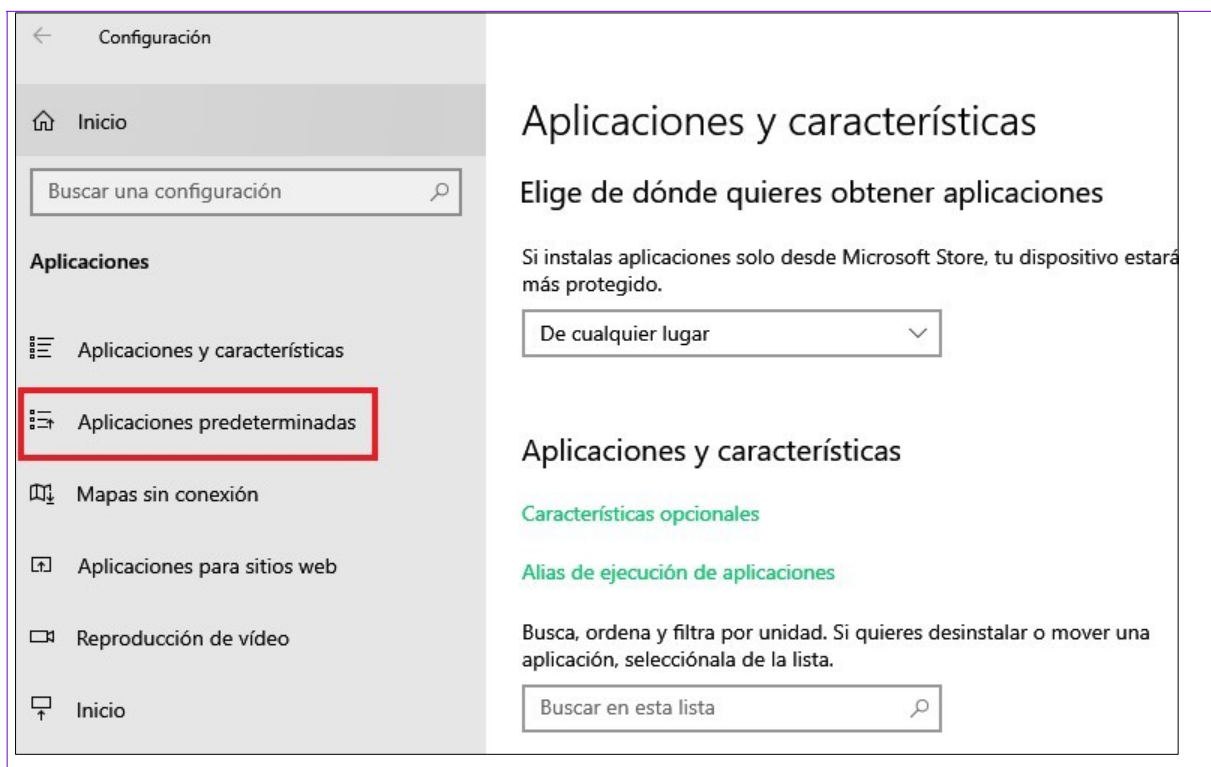 Configuración
Inicio
Buscar una configuración
Aplicaciones
Aplicaciones y características
Aplicaciones predeterminadas
Mapas sin conexión
Aplicaciones para sitios web
Reproducción de vídeo
Inicio
Aplicaciones y características
Elige de dónde quieres obtener aplicaciones
Si instalas aplicaciones solo desde Microsoft Store, tu dispositivo estará
más protegido.
De cualquier lugar
Aplicaciones y características
Características opcionales
Alias de ejecución de aplicaciones
Busca, ordena y filtra por unidad. Si quieres desinstalar o mover una
aplicación, selecciónala de la lista.
Buscar en esta lista